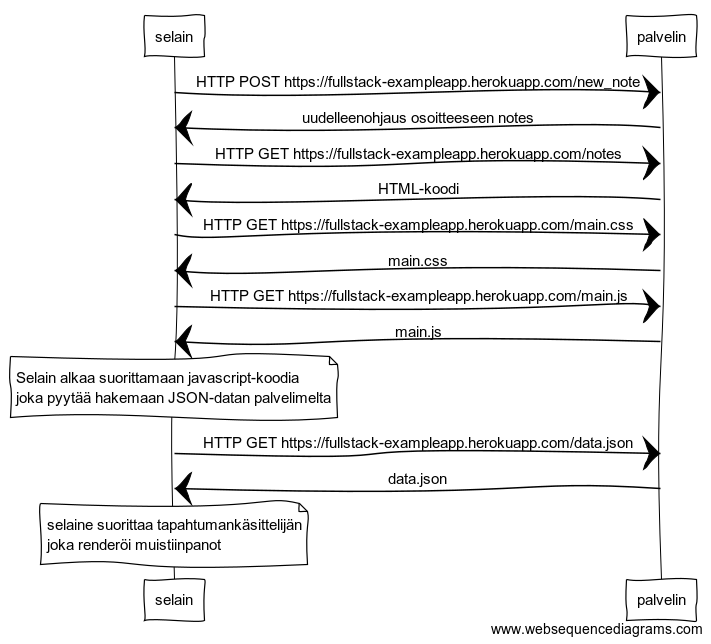 selain palvelin
HTTP POST https://fullstack-exampleapp.herokuapp.com/new_note
uudelleenohjaus osoitteeseen notes
HTTP GET https://fullstack-exampleapp.herokuapp.com/notes
HTML-koodi
HTTP GET https://fullstack-exampleapp.herokuapp.com/main.css
main.css
HTTP GET https://fullstack-exampleapp.herokuapp.com/main.js
main.js
Selain alkaa suorittamaan javascript-koodia
joka pyytää hakemaan JSON-datan palvelimelta
HTTP GET https://fullstack-exampleapp.herokuapp.com/data.json
data.json
selaine suorittaa tapahtumankäsittelijän
joka renderöi muistiinpanot
selain palvelin
www.websequencediagrams.com